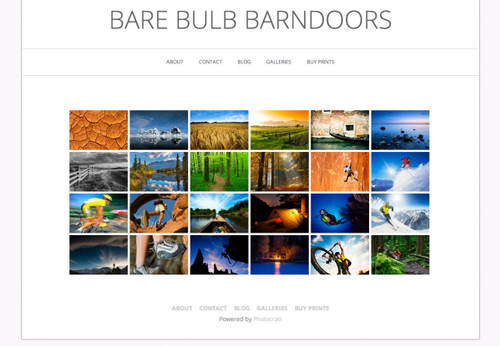 BARE BULB BARNDOORS
ABOUT CONTACT BLOG GALLERIES BUY PRINTS
ABOUT CONTACT BLOG GALLERIES BUY PRINTS
Powered by Photocrati